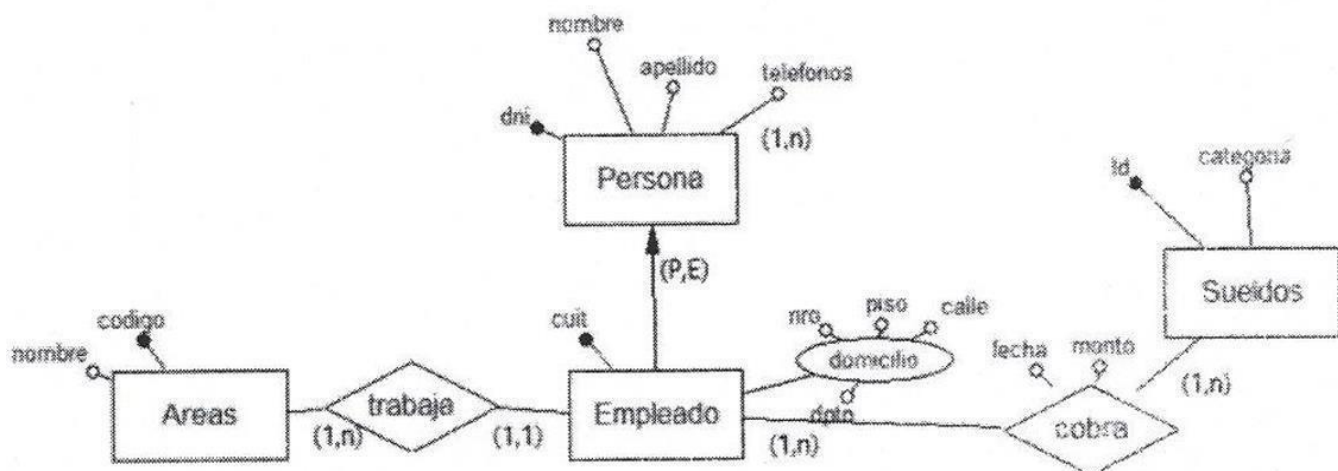 nombre
apellido
telefonos
dni
(1,n)
Persona
Id
categoria
(P,E)
Sueldos
codigo
cuit
nro
piso
calle
nombre
domicilio
fecha
monto
(1,n)
Areas
trabaja
Empleado
dpto
cobra
(1,n)
(1,1)
(1,n)